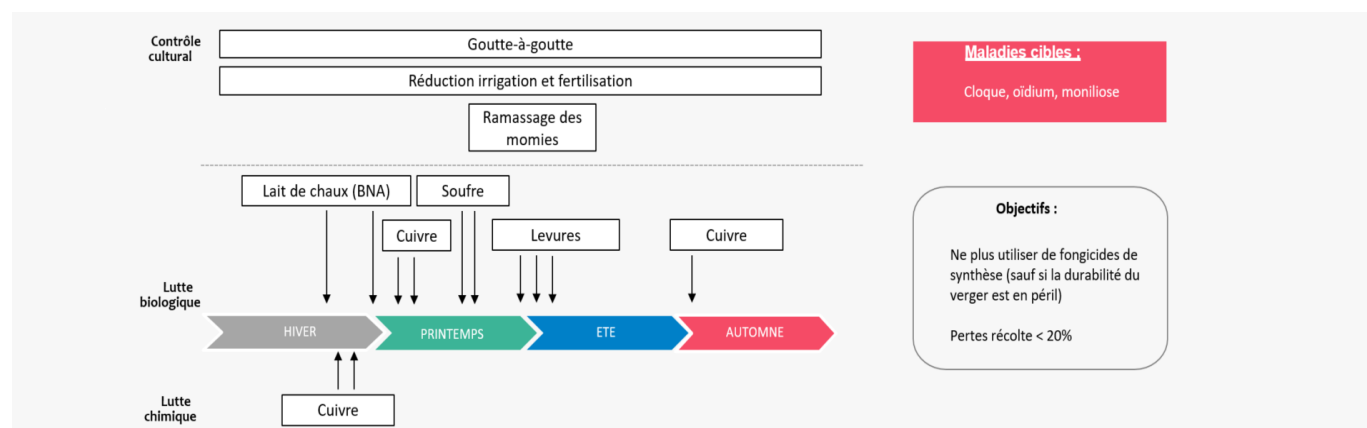 Contrôle
cultural
Goutte-à-goutte
Réduction irrigation et fertilisation
Ramassage des
momies
Maladies cibles :
Cloque, oïdium, moniliose
Lait de chaux (BNA)
Soufre
Cuivre
Levures
Cuivre
Lutte
biologique
HIVER
PRINTEMPS
ETE
AUTOMNE
Lutte
chimique
Cuivre
Objectifs :
Ne plus utiliser de fongicides de
synthèse (sauf si la durabilité du
verger est en péril)
Pertes récolte < 20%